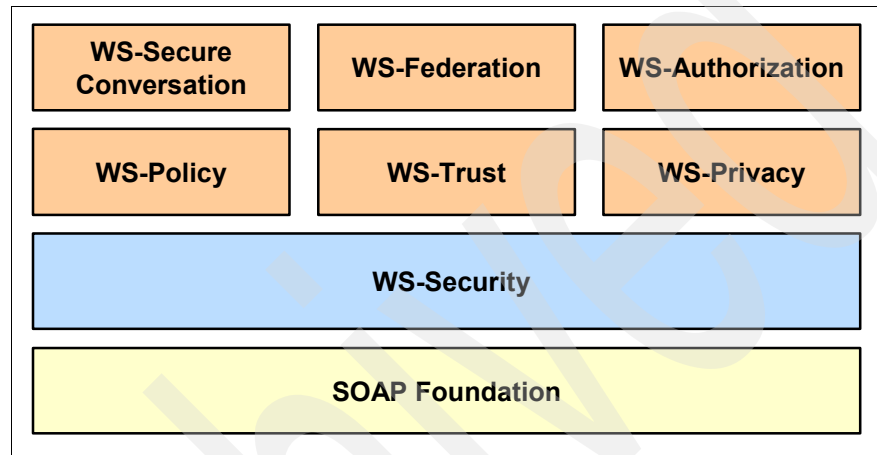 WS-Secure
Conversation
WS-Federation
WS-Authorization
WS-Policy
WS-Trust
WS-Privacy
WS-Security
SOAP Foundation